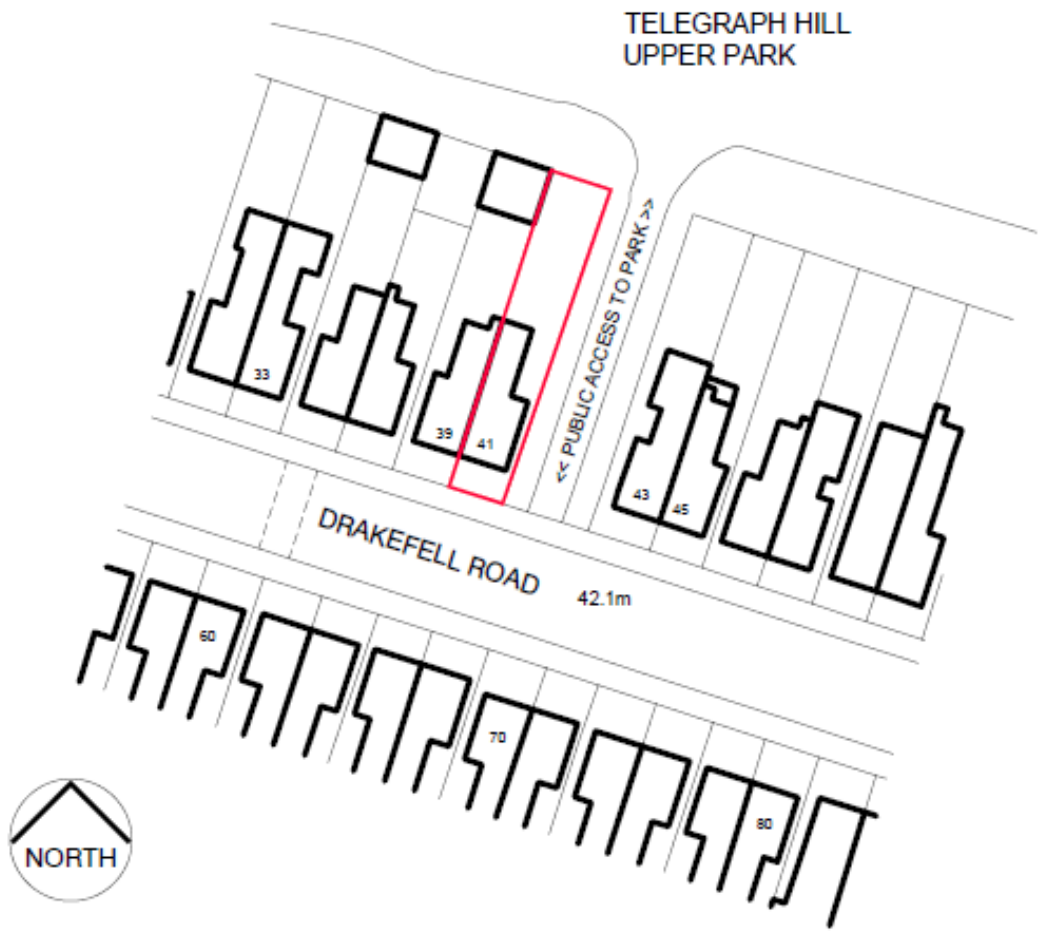 TELEGRAPH HILL
UPPER PARK
<< PUBLIC ACCESS TO PARK >>
33
39
41
43
45
DRAKEFELL ROAD
42.1m
60
70
80
NORTH